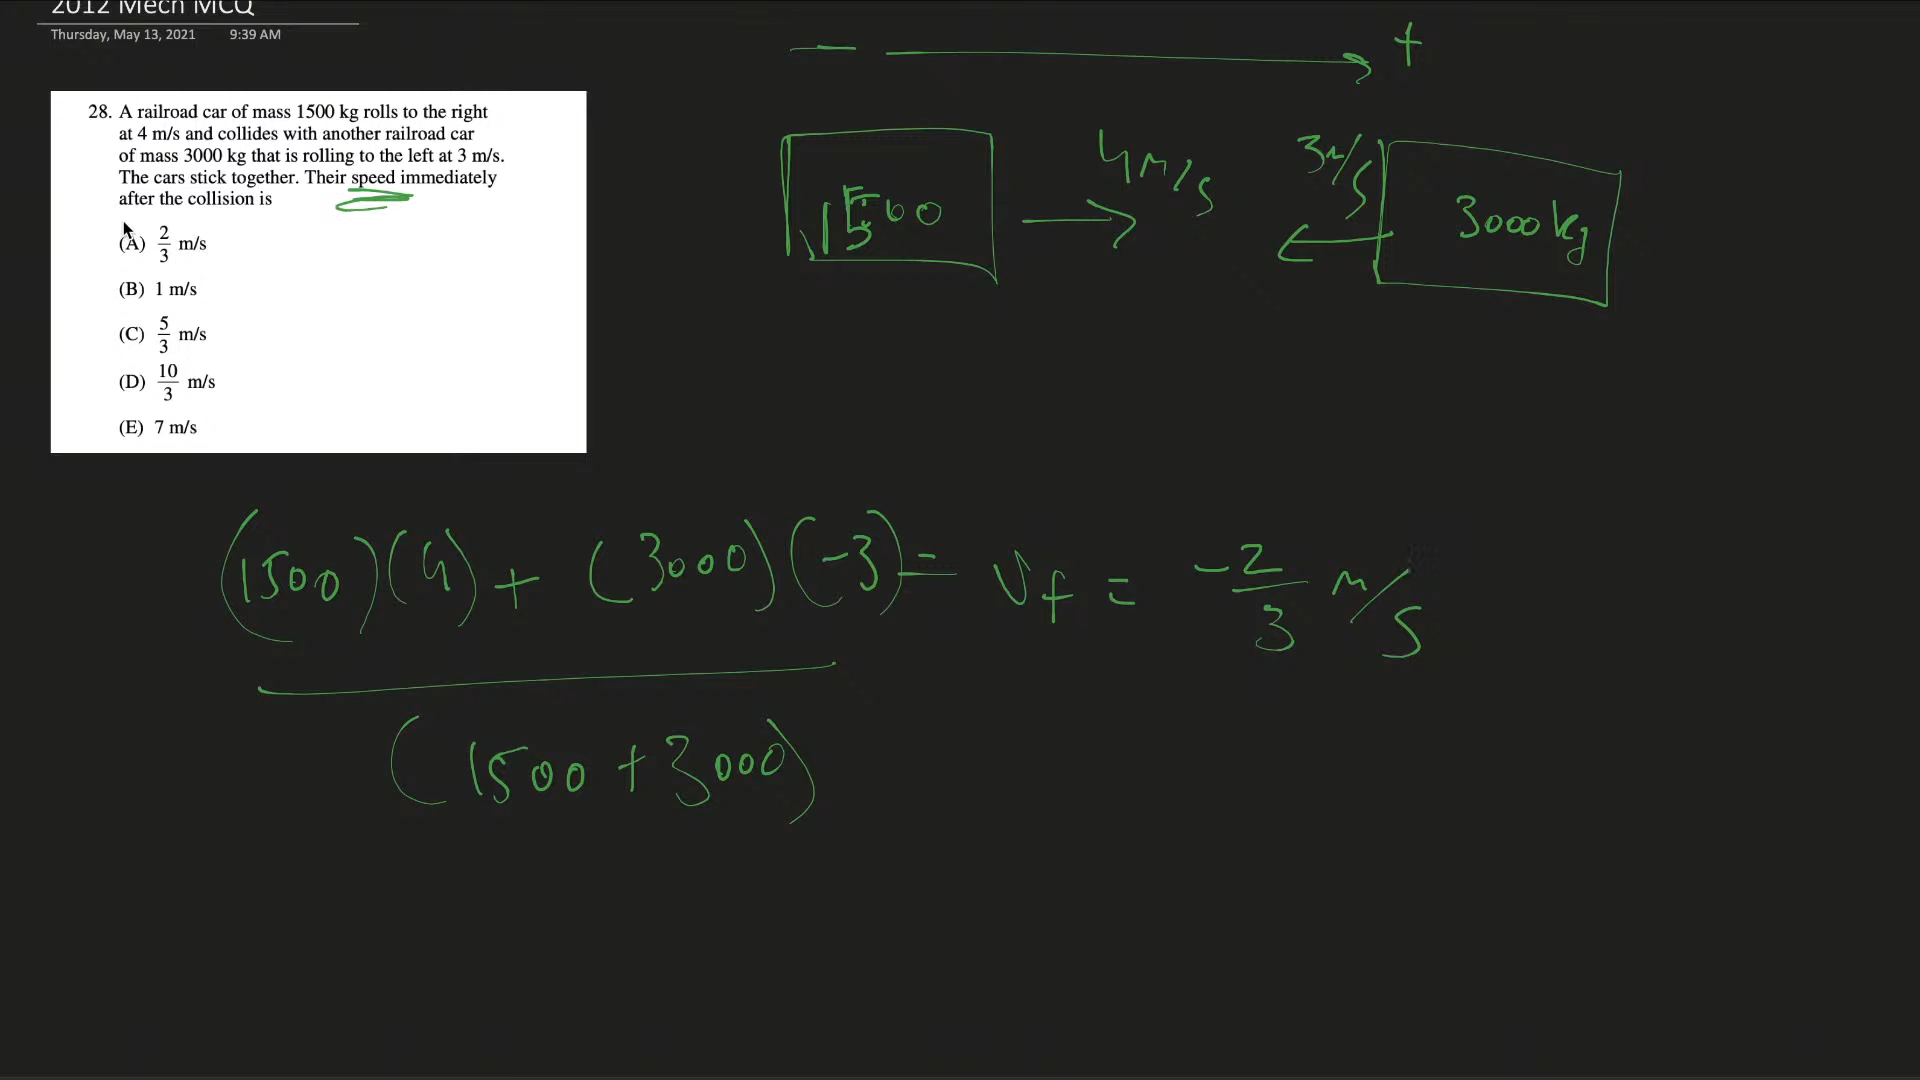 2012 Mech MCQ
Thursday, May 13, 2021 9:39 AM
28. A railroad car of mass 1500 kg rolls to the right
at 4 m/s and collides with another railroad car
of mass 3000 kg that is rolling to the left at 3 m/s.
The cars stick together. Their speed immediately
after the collision is
(A) 2/3 m/s
(B) 1 m/s
(C) 5/3 m/s
(D) 10/3 m/s
(E) 7 m/s
− +
1500 4 m/s 3 m/s 3000 kg
(1500)(4) + (3000)(-3) = Vf = -2/3 m/s
(1500 + 3000)